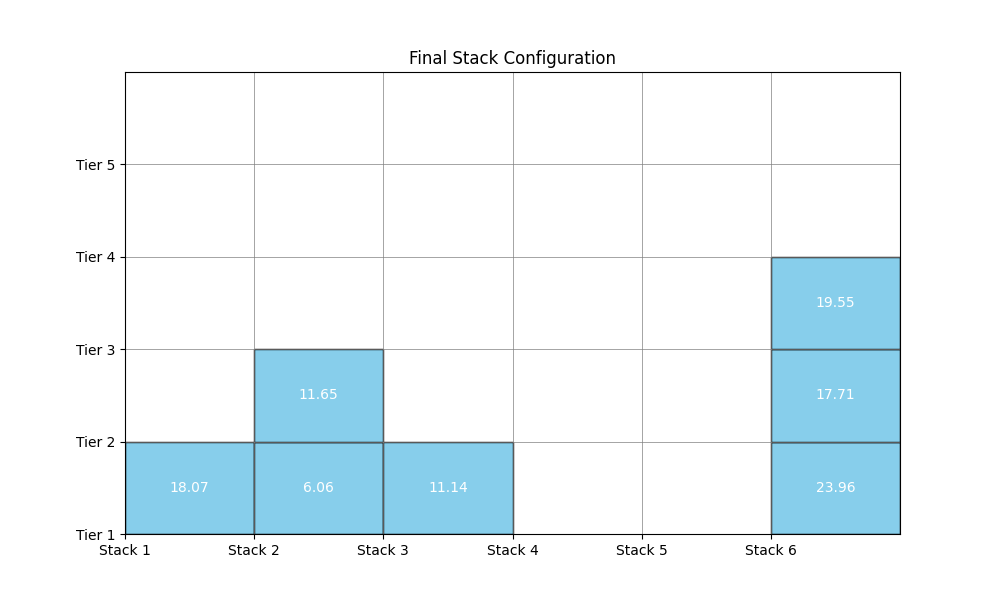 Final Stack Configuration
Tier 5
Tier 4
19.55
Tier 3
11.65
17.71
Tier 2
18.07
6.06
11.14
23.96
Tier 1
Stack 1
Stack 2
Stack 3
Stack 4
Stack 5
Stack 6